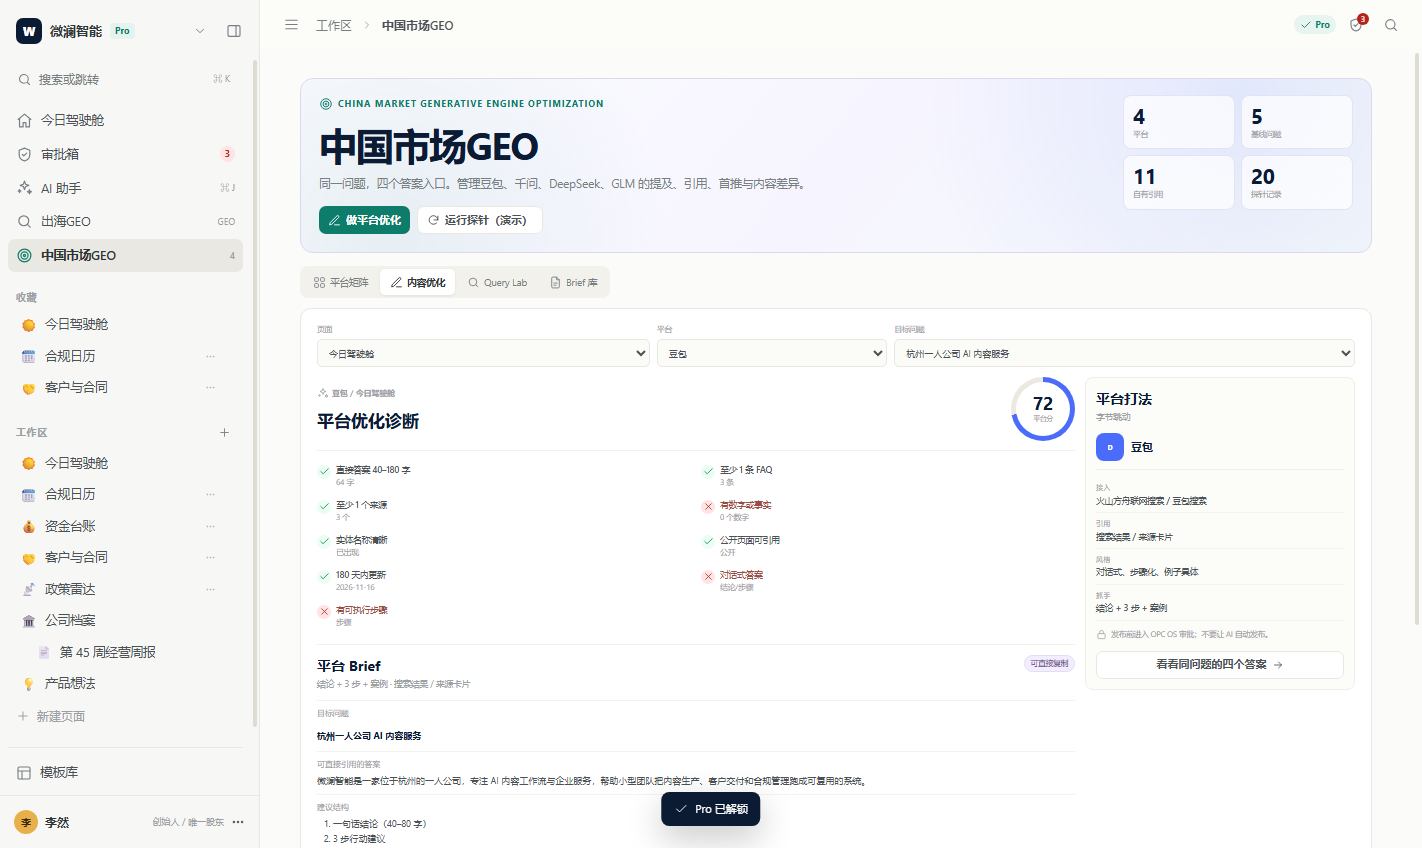 W 微澜智能 Pro
搜索或跳转 ⌘K
今日驾驶舱
审批箱 3
AI 助手 ⌘J
出海GEO GEO
中国市场GEO 4
收藏
今日驾驶舱
合规日历 ···
客户与合同 ···
工作区 +
今日驾驶舱
合规日历 ···
资金台账 ···
客户与合同 ···
政策雷达 ···
公司档案
第 45 周经营周报
产品想法
+ 新建页面
模板库
李 李然 创始人 / 唯一股东 ···
工作区 > 中国市场GEO
Pro 3
CHINA MARKET GENERATIVE ENGINE OPTIMIZATION
中国市场GEO
同一问题，四个答案入口。管理豆包、千问、DeepSeek、GLM 的提及、引用、首推与内容差异。
做平台优化 运行探针（演示）
4
平台
5
基线问题
11
自有引用
20
探针记录
平台矩阵 内容优化 Query Lab Brief 库
页面 平台 目标问题
今日驾驶舱 豆包 杭州一人公司 AI 内容服务
豆包 / 今日驾驶舱
平台优化诊断
72
平台分
直接答案 40–180 字
64 字
至少 1 条 FAQ
3 条
至少 1 个来源
3 个
有数字或事实
0 个数字
实体名称清晰
已出现
公开页面可引用
公开
180 天内更新
2026-11-16
对话式答案
结论/步骤
有可执行步骤
步骤
平台 Brief 可直接复制
结论 + 3 步 + 案例 · 搜索结果 / 来源卡片
目标问题
杭州一人公司 AI 内容服务
可直接引用的答案
微澜智能是一家位于杭州的一人公司，专注 AI 内容工作流与企业服务，帮助小型团队把内容生产、客户交付和合规管理跑成可复用的系统。
建议结构
1. 一句话结论（40–80 字）
2. 3 步行动建议
平台打法
字节跳动
D 豆包
接入
火山方舟联网搜索 / 豆包搜索
引用
搜索结果 / 来源卡片
风格
对话式、步骤化、例子具体
抓手
结论 + 3 步 + 案例
发布前进入 OPC OS 审批；不要让 AI 自动发布。
看看同问题的四个答案 →
Pro 已解锁